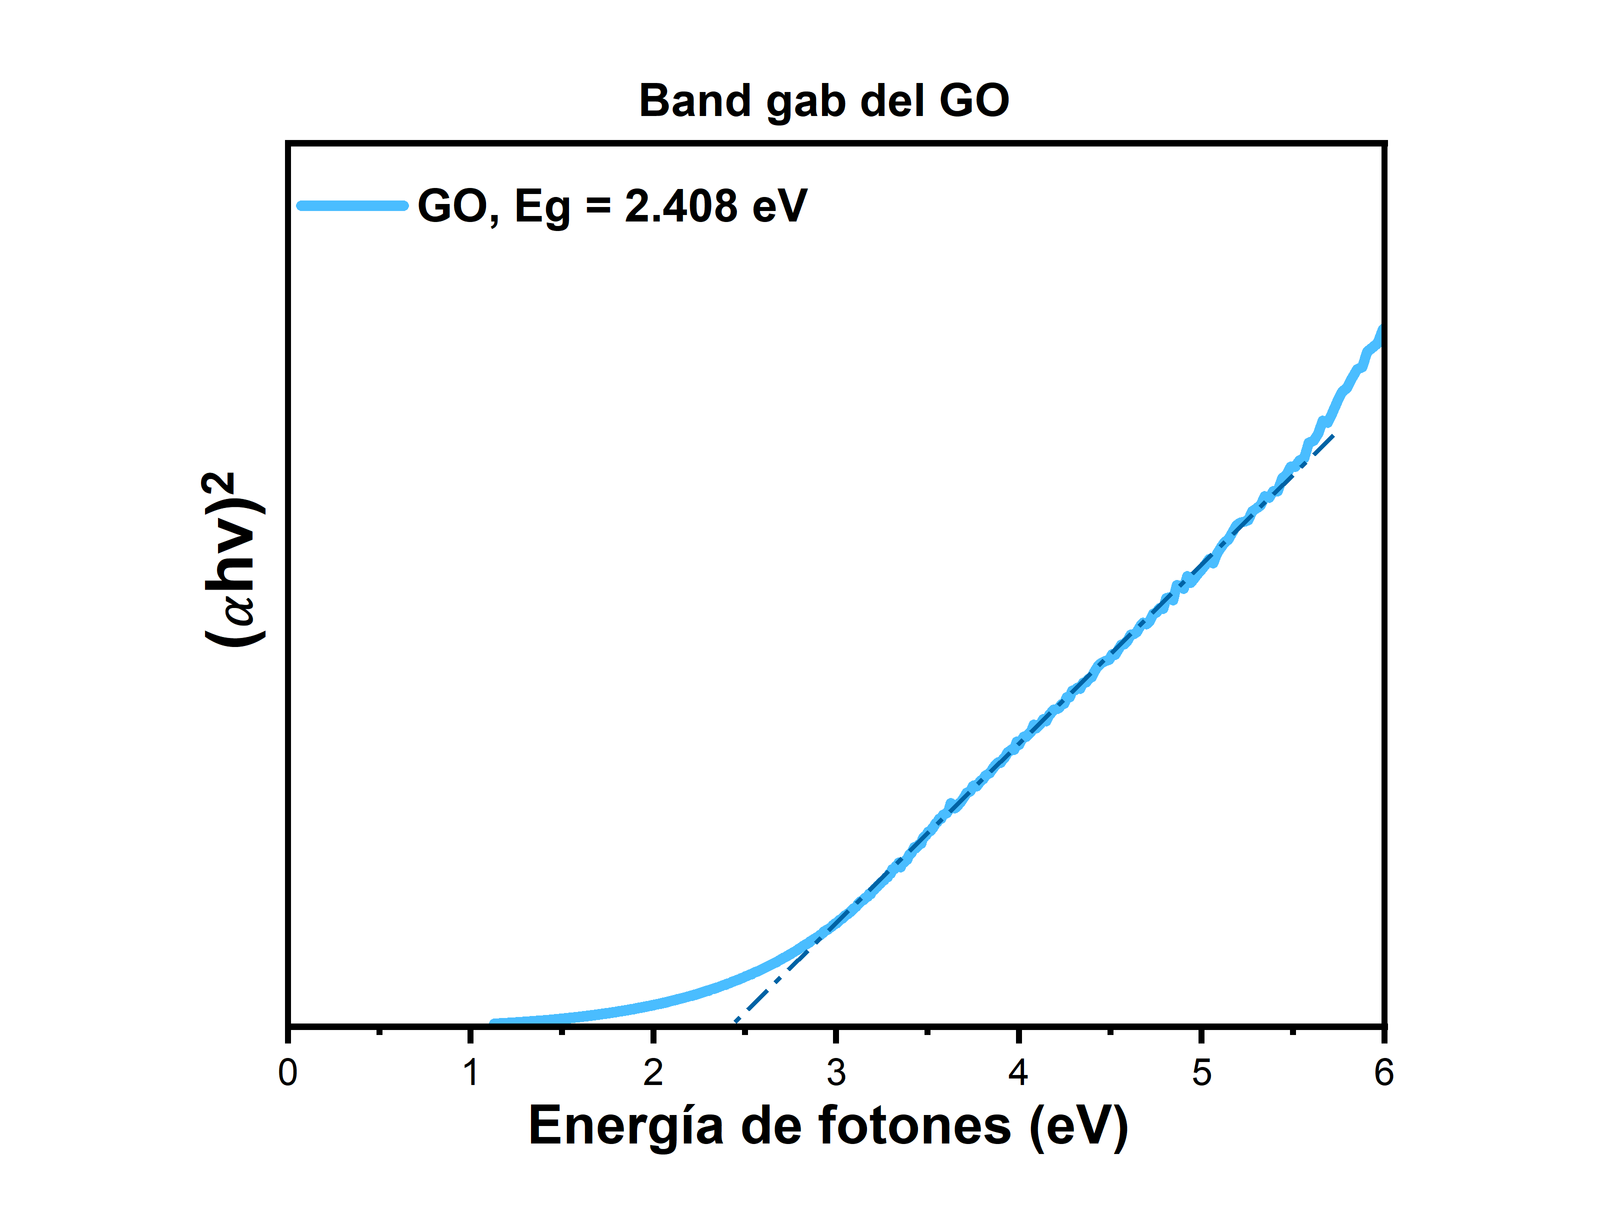 Band gab del GO
GO, Eg = 2.408 eV
(αhv)²
0 1 2 3 4 5 6
Energía de fotones (eV)